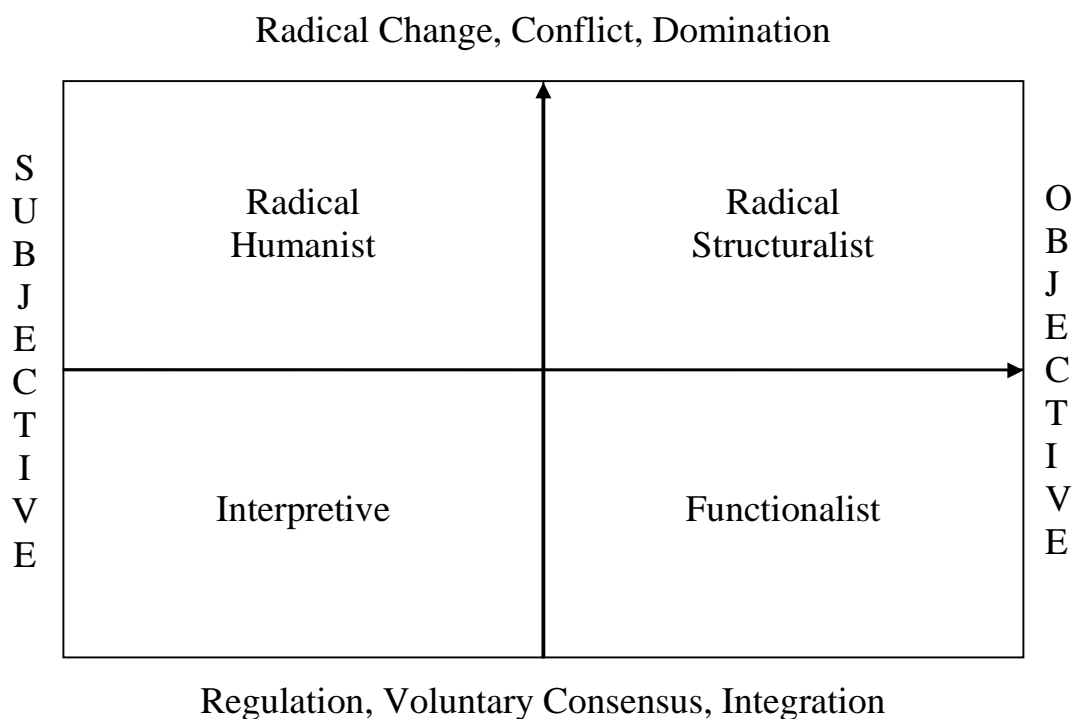 Radical Change, Conflict, Domination
S
U
B
J
E
C
T
I
V
E
Radical
Humanist
Radical
Structuralist
O
B
J
E
C
T
I
V
E
Interpretive
Functionalist
Regulation, Voluntary Consensus, Integration